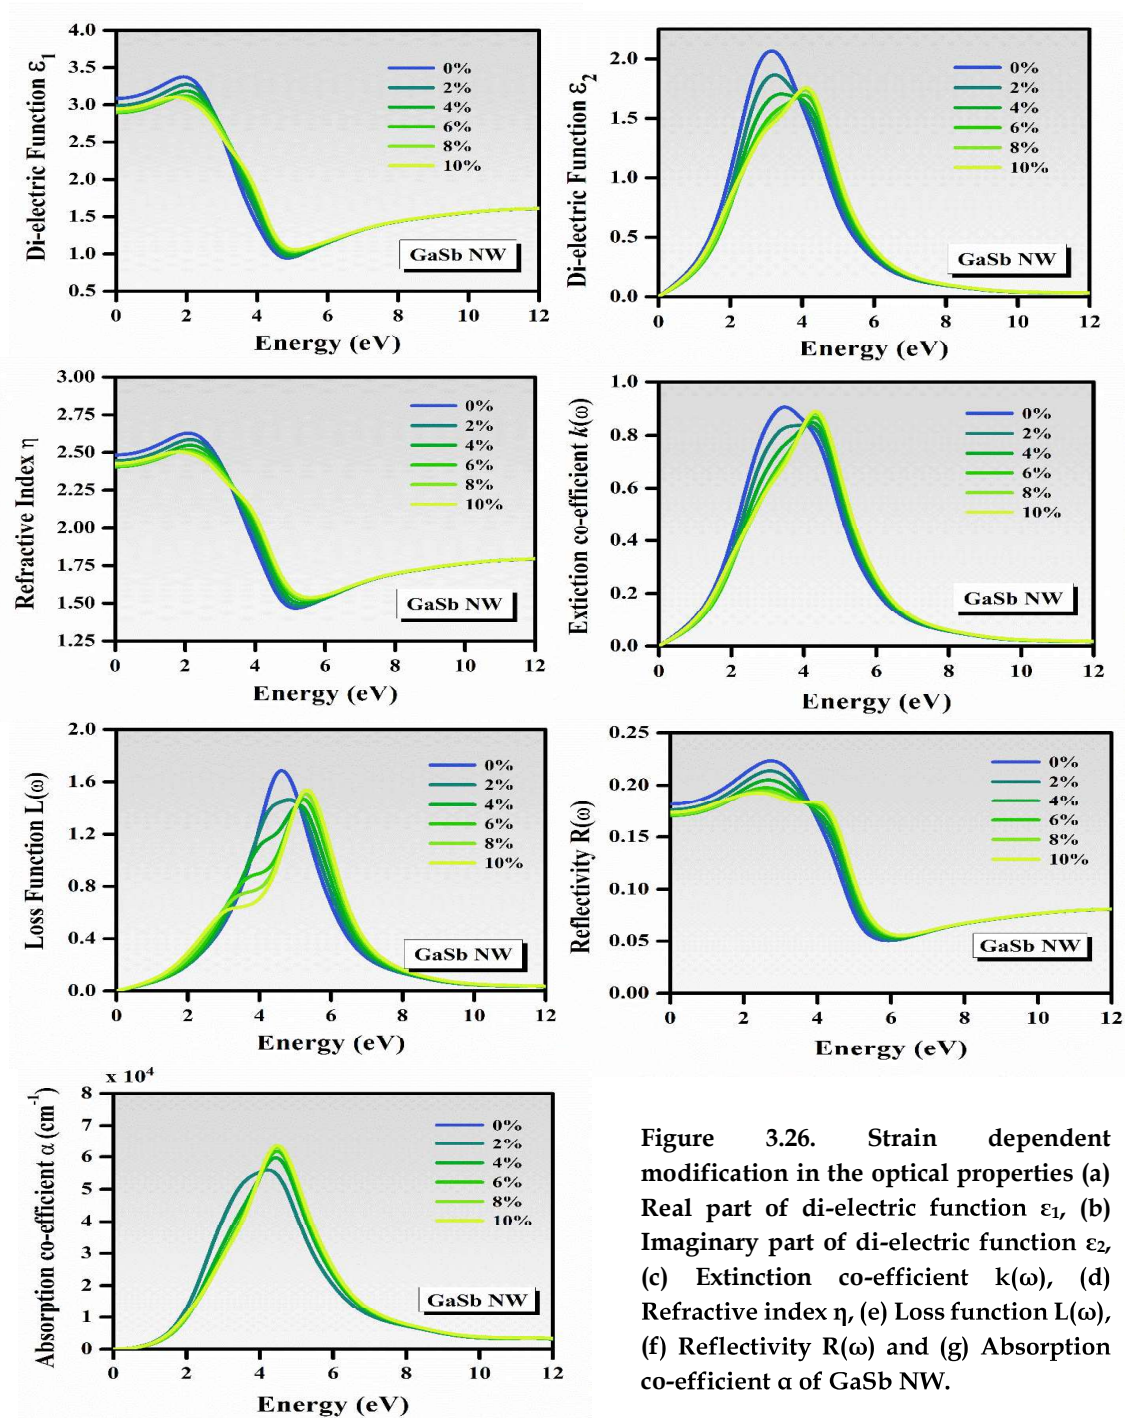 Di-electric Function ε1
4.0
3.5
3.0
2.5
2.0
1.5
1.0
0.5
0%
2%
4%
6%
8%
10%
GaSb NW
0 2 4 6 8 10 12
Energy (eV)
Di-electric Function ε2
2.0
1.5
1.0
0.5
0.0
0%
2%
4%
6%
8%
10%
GaSb NW
0 2 4 6 8 10 12
Energy (eV)
Refractive Index η
3.00
2.75
2.50
2.25
2.00
1.75
1.50
1.25
0%
2%
4%
6%
8%
10%
GaSb NW
0 2 4 6 8 10 12
Energy (eV)
Extiction co-efficient k(ω)
1.0
0.8
0.6
0.4
0.2
0.0
0%
2%
4%
6%
8%
10%
GaSb NW
0 2 4 6 8 10 12
Energy (eV)
Loss Function L(ω)
2.0
1.6
1.2
0.8
0.4
0.0
0%
2%
4%
6%
8%
10%
GaSb NW
0 2 4 6 8 10 12
Energy (eV)
Reflectivity R(ω)
0.25
0.20
0.15
0.10
0.05
0.00
0%
2%
4%
6%
8%
10%
GaSb NW
0 2 4 6 8 10 12
Energy (eV)
Absorption co-efficient α (cm⁻¹)
x 10⁴
8
7
6
5
4
3
2
1
0
0%
2%
4%
6%
8%
10%
GaSb NW
0 2 4 6 8 10 12
Energy (eV)
Figure 3.26. Strain dependent
modification in the optical properties (a)
Real part of di-electric function ε₁, (b)
Imaginary part of di-electric function ε₂,
(c) Extinction co-efficient k(ω), (d)
Refractive index η, (e) Loss function L(ω),
(f) Reflectivity R(ω) and (g) Absorption
co-efficient α of GaSb NW.